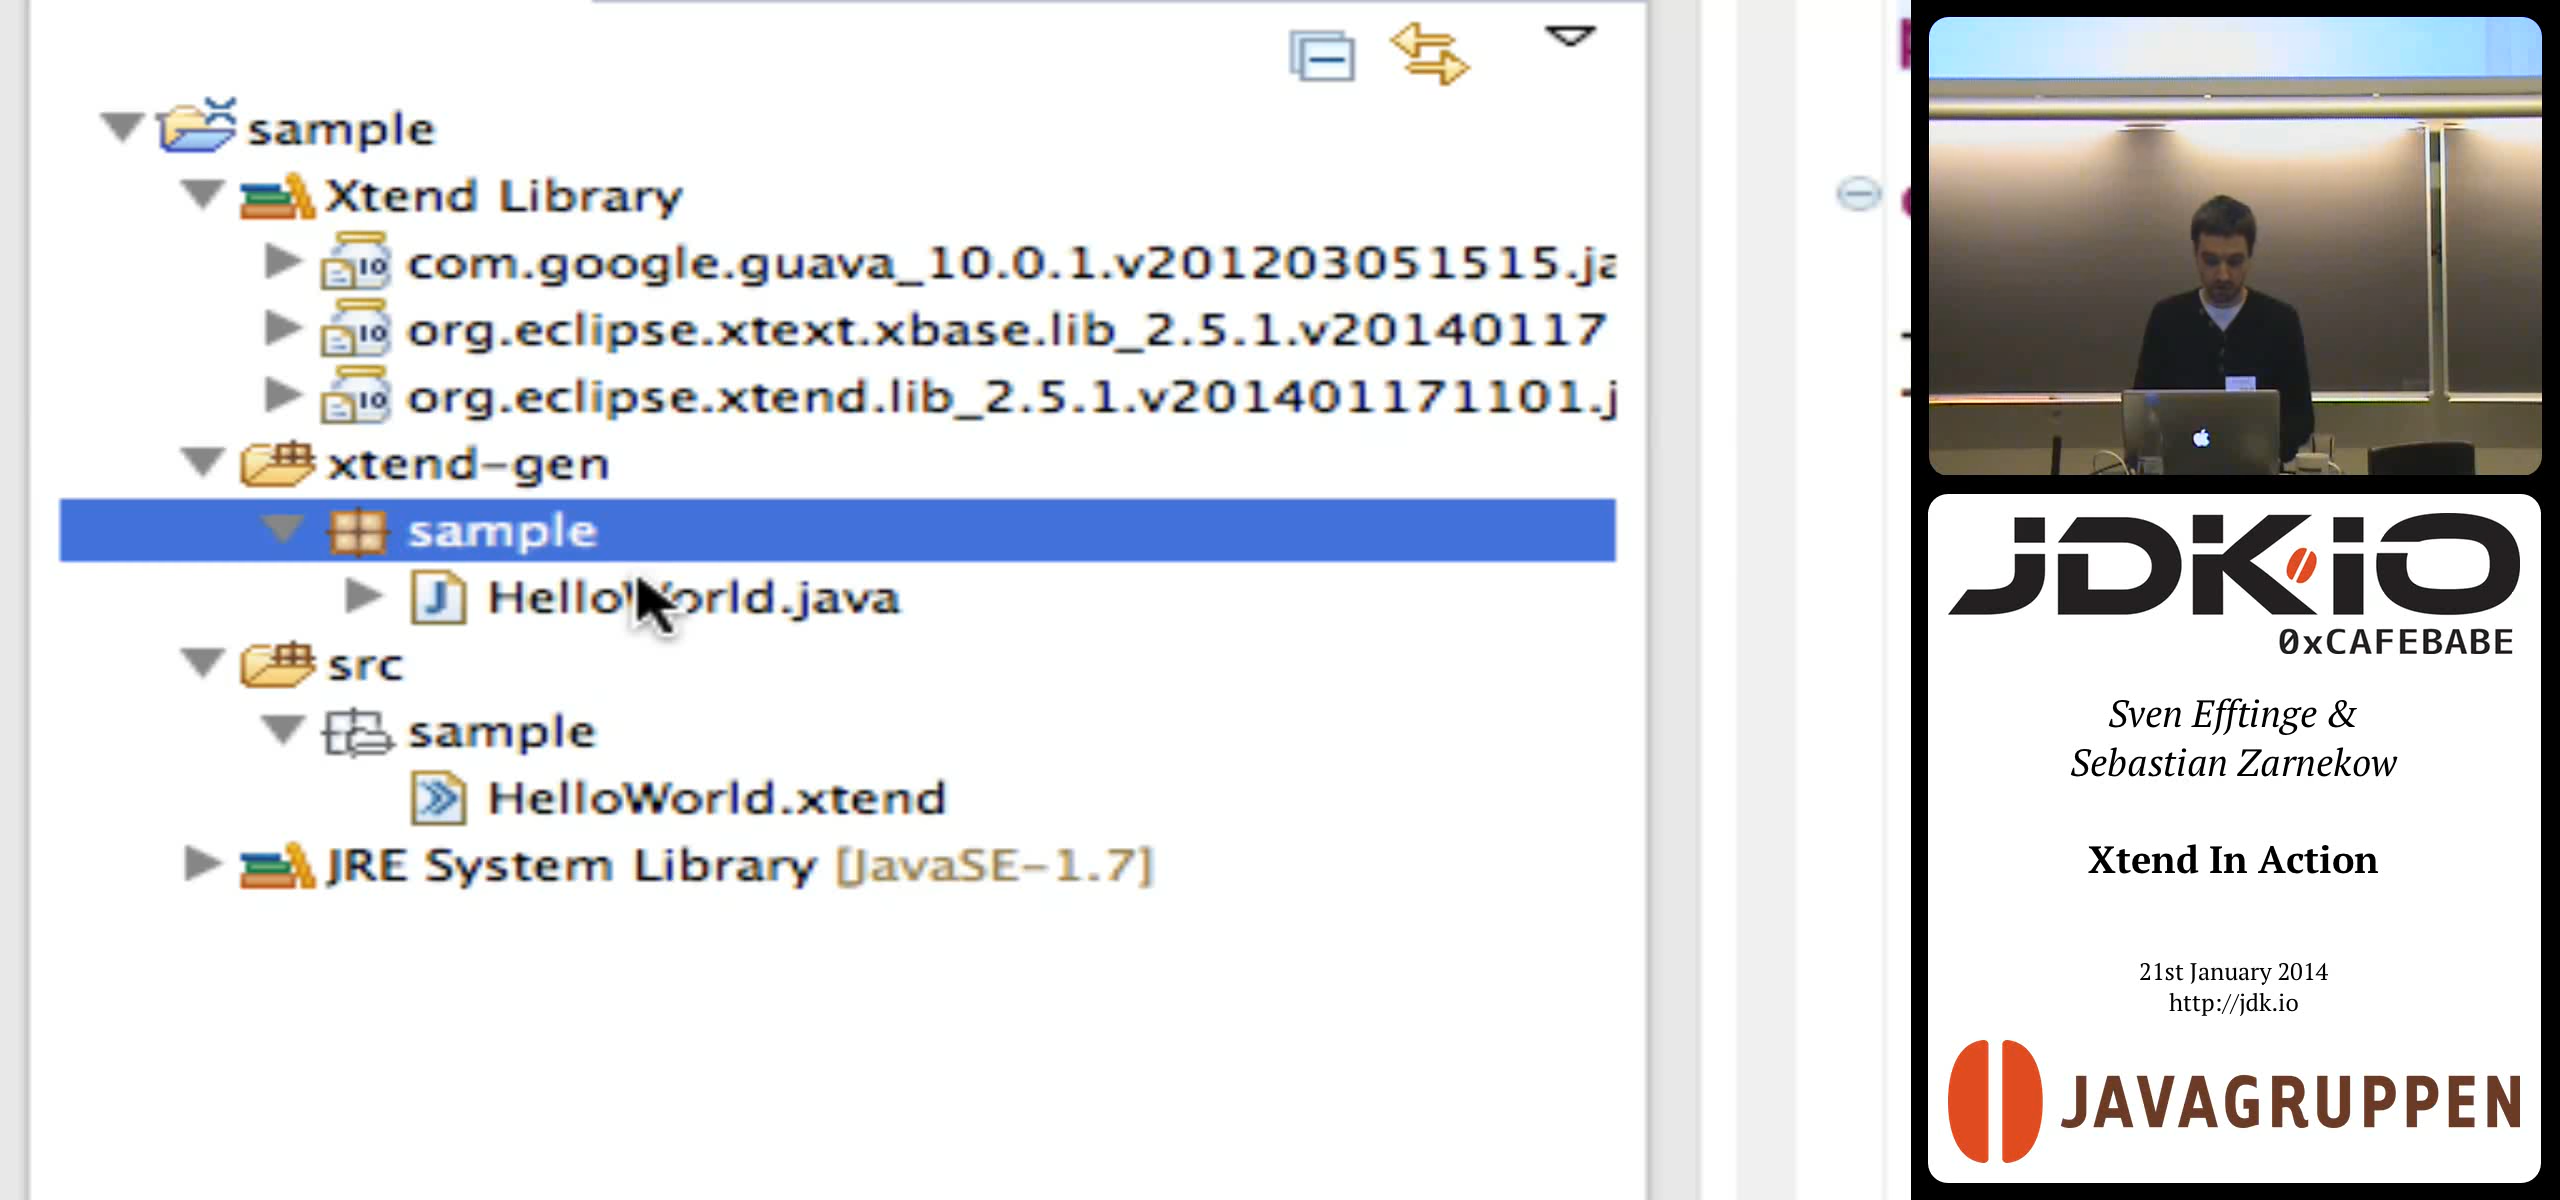 sample
Xtend Library
com.google.guava_10.0.1.v201203051515.ja
org.eclipse.xtext.xbase.lib_2.5.1.v20140117
org.eclipse.xtend.lib_2.5.1.v201401171101.j
xtend-gen
sample
HelloWorld.java
src
sample
HelloWorld.xtend
JRE System Library [JavaSE-1.7]
JDK.IO
0xCAFEBABE
Sven Efftinge &
Sebastian Zarnekow
Xtend In Action
21st January 2014
http://jdk.io
JAVAGRUPPEN